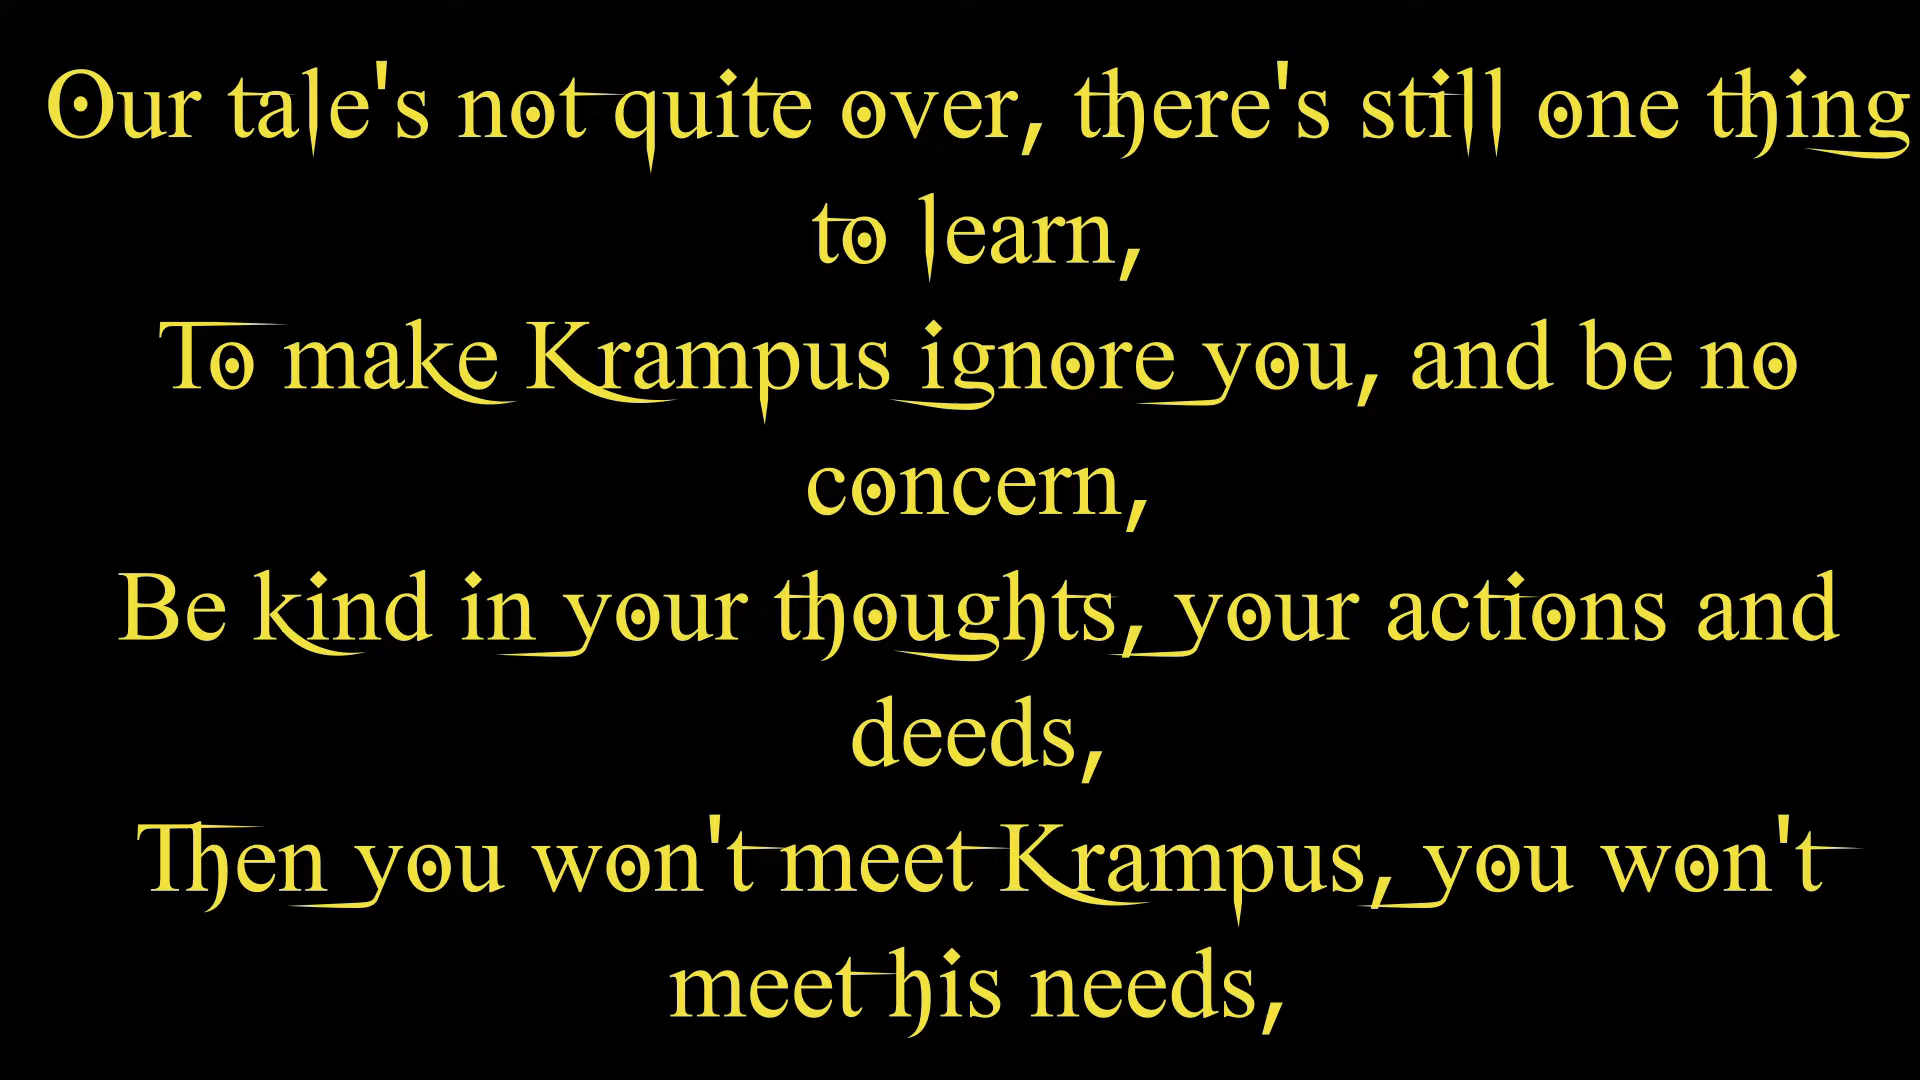 Our tale's not quite over, there's still one thing
to learn,
To make Krampus ignore you, and be no
concern,
Be kind in your thoughts, your actions and
deeds,
Then you won't meet Krampus, you won't
meet his needs,